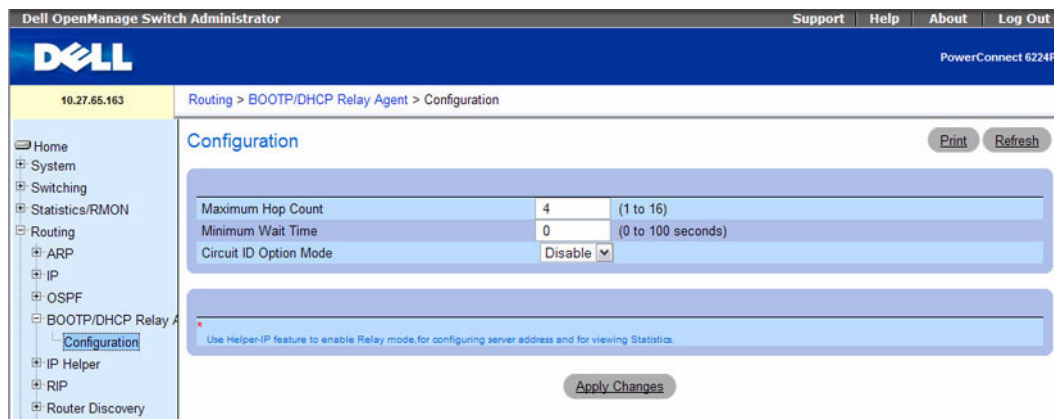 Dell OpenManage Switch Administrator
Support Help About Log Out
DELL
PowerConnect 6224P
10.27.65.163
Routing > BOOTP/DHCP Relay Agent > Configuration
Home
System
Switching
Statistics/RMON
Routing
ARP
IP
OSPF
BOOTP/DHCP Relay A
Configuration
IP Helper
RIP
Router Discovery
Configuration
Print Refresh
Maximum Hop Count 4 (1 to 16)
Minimum Wait Time 0 (0 to 100 seconds)
Circuit ID Option Mode Disable
*
Use Helper-IP feature to enable Relay mode,for configuring server address and for viewing Statistics.
Apply Changes